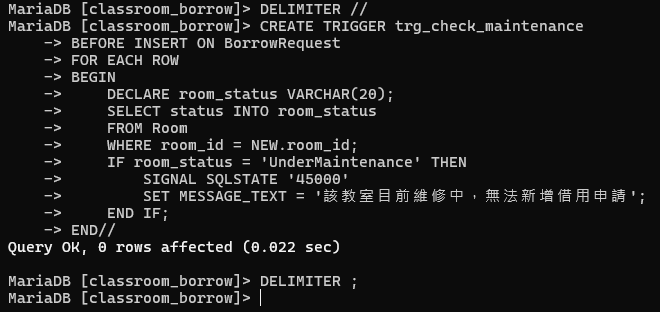 MariaDB [classroom_borrow]> DELIMITER //
MariaDB [classroom_borrow]> CREATE TRIGGER trg_check_maintenance
    -> BEFORE INSERT ON BorrowRequest
    -> FOR EACH ROW
    -> BEGIN
    ->     DECLARE room_status VARCHAR(20);
    ->     SELECT status INTO room_status
    ->     FROM Room
    ->     WHERE room_id = NEW.room_id;
    ->     IF room_status = 'UnderMaintenance' THEN
    ->         SIGNAL SQLSTATE '45000'
    ->         SET MESSAGE_TEXT = '該教室目前維修中，無法新增借用申請';
    ->     END IF;
    -> END//
Query OK, 0 rows affected (0.022 sec)
MariaDB [classroom_borrow]> DELIMITER ;
MariaDB [classroom_borrow]>